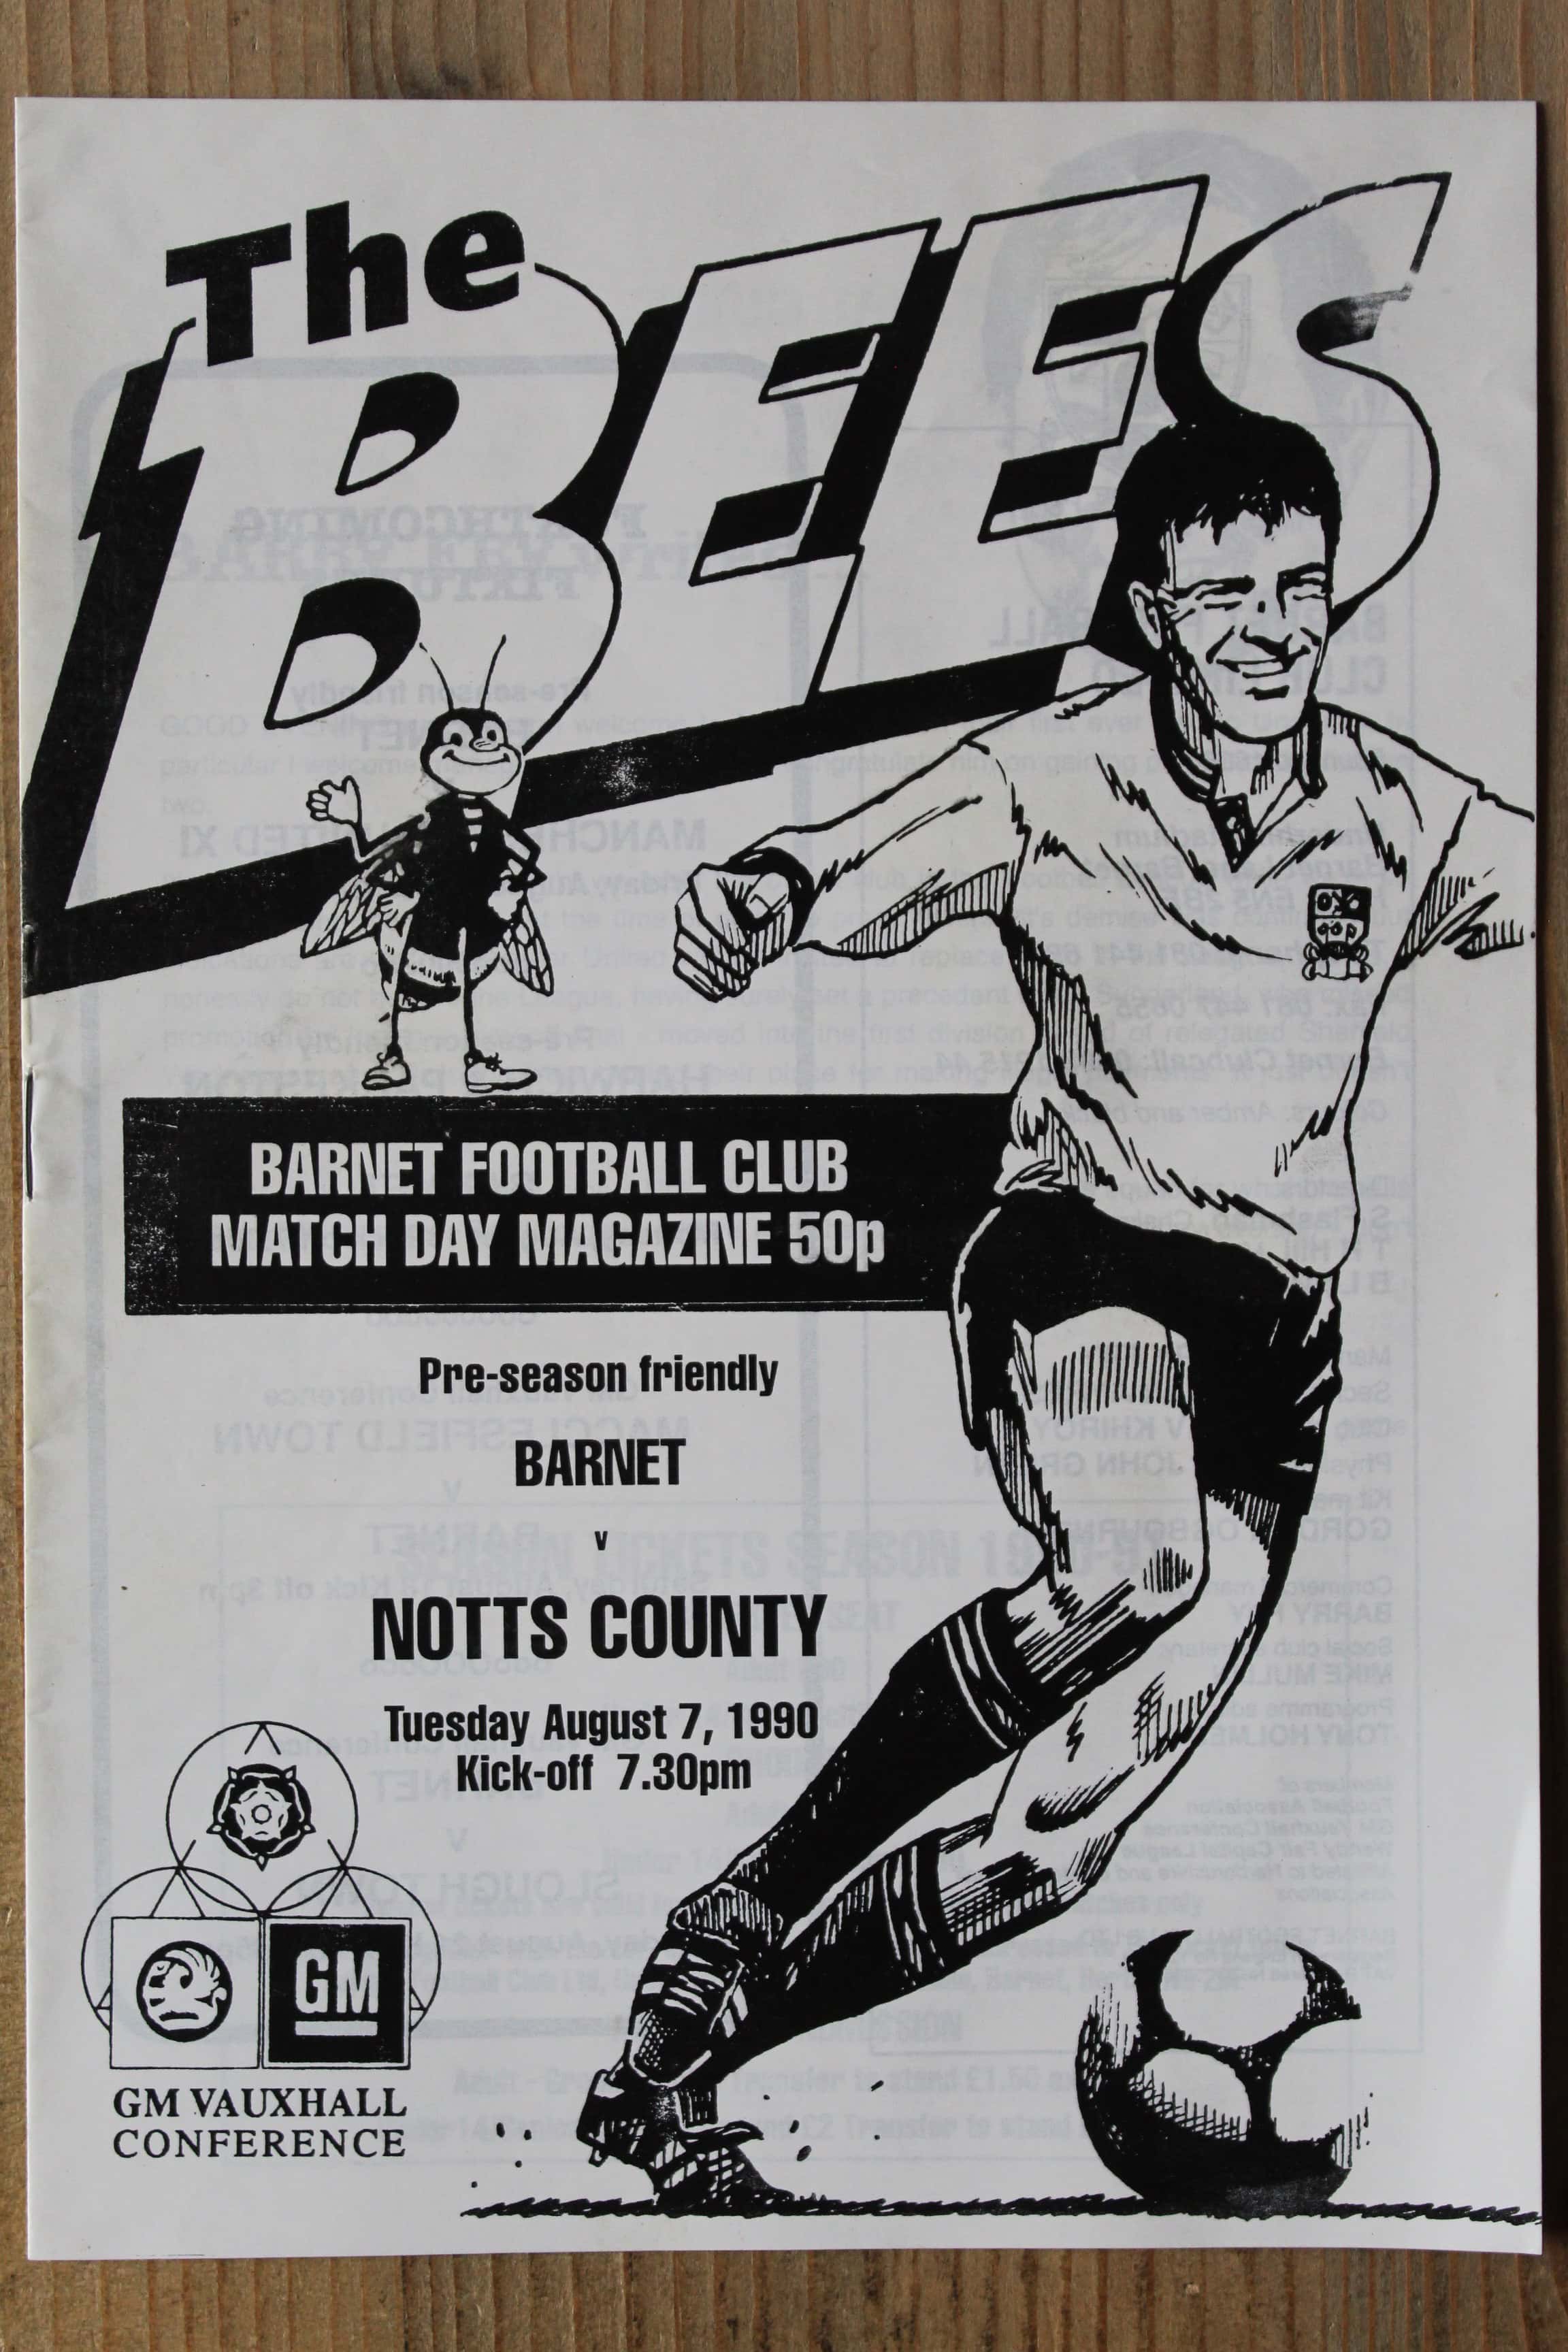 The
BEES
BARNET FOOTBALL CLUB
MATCH DAY MAGAZINE 50p
Pre-season friendly
BARNET
v
NOTTS COUNTY
Tuesday August 7, 1990
Kick-off 7.30pm
GM
GM VAUXHALL
CONFERENCE